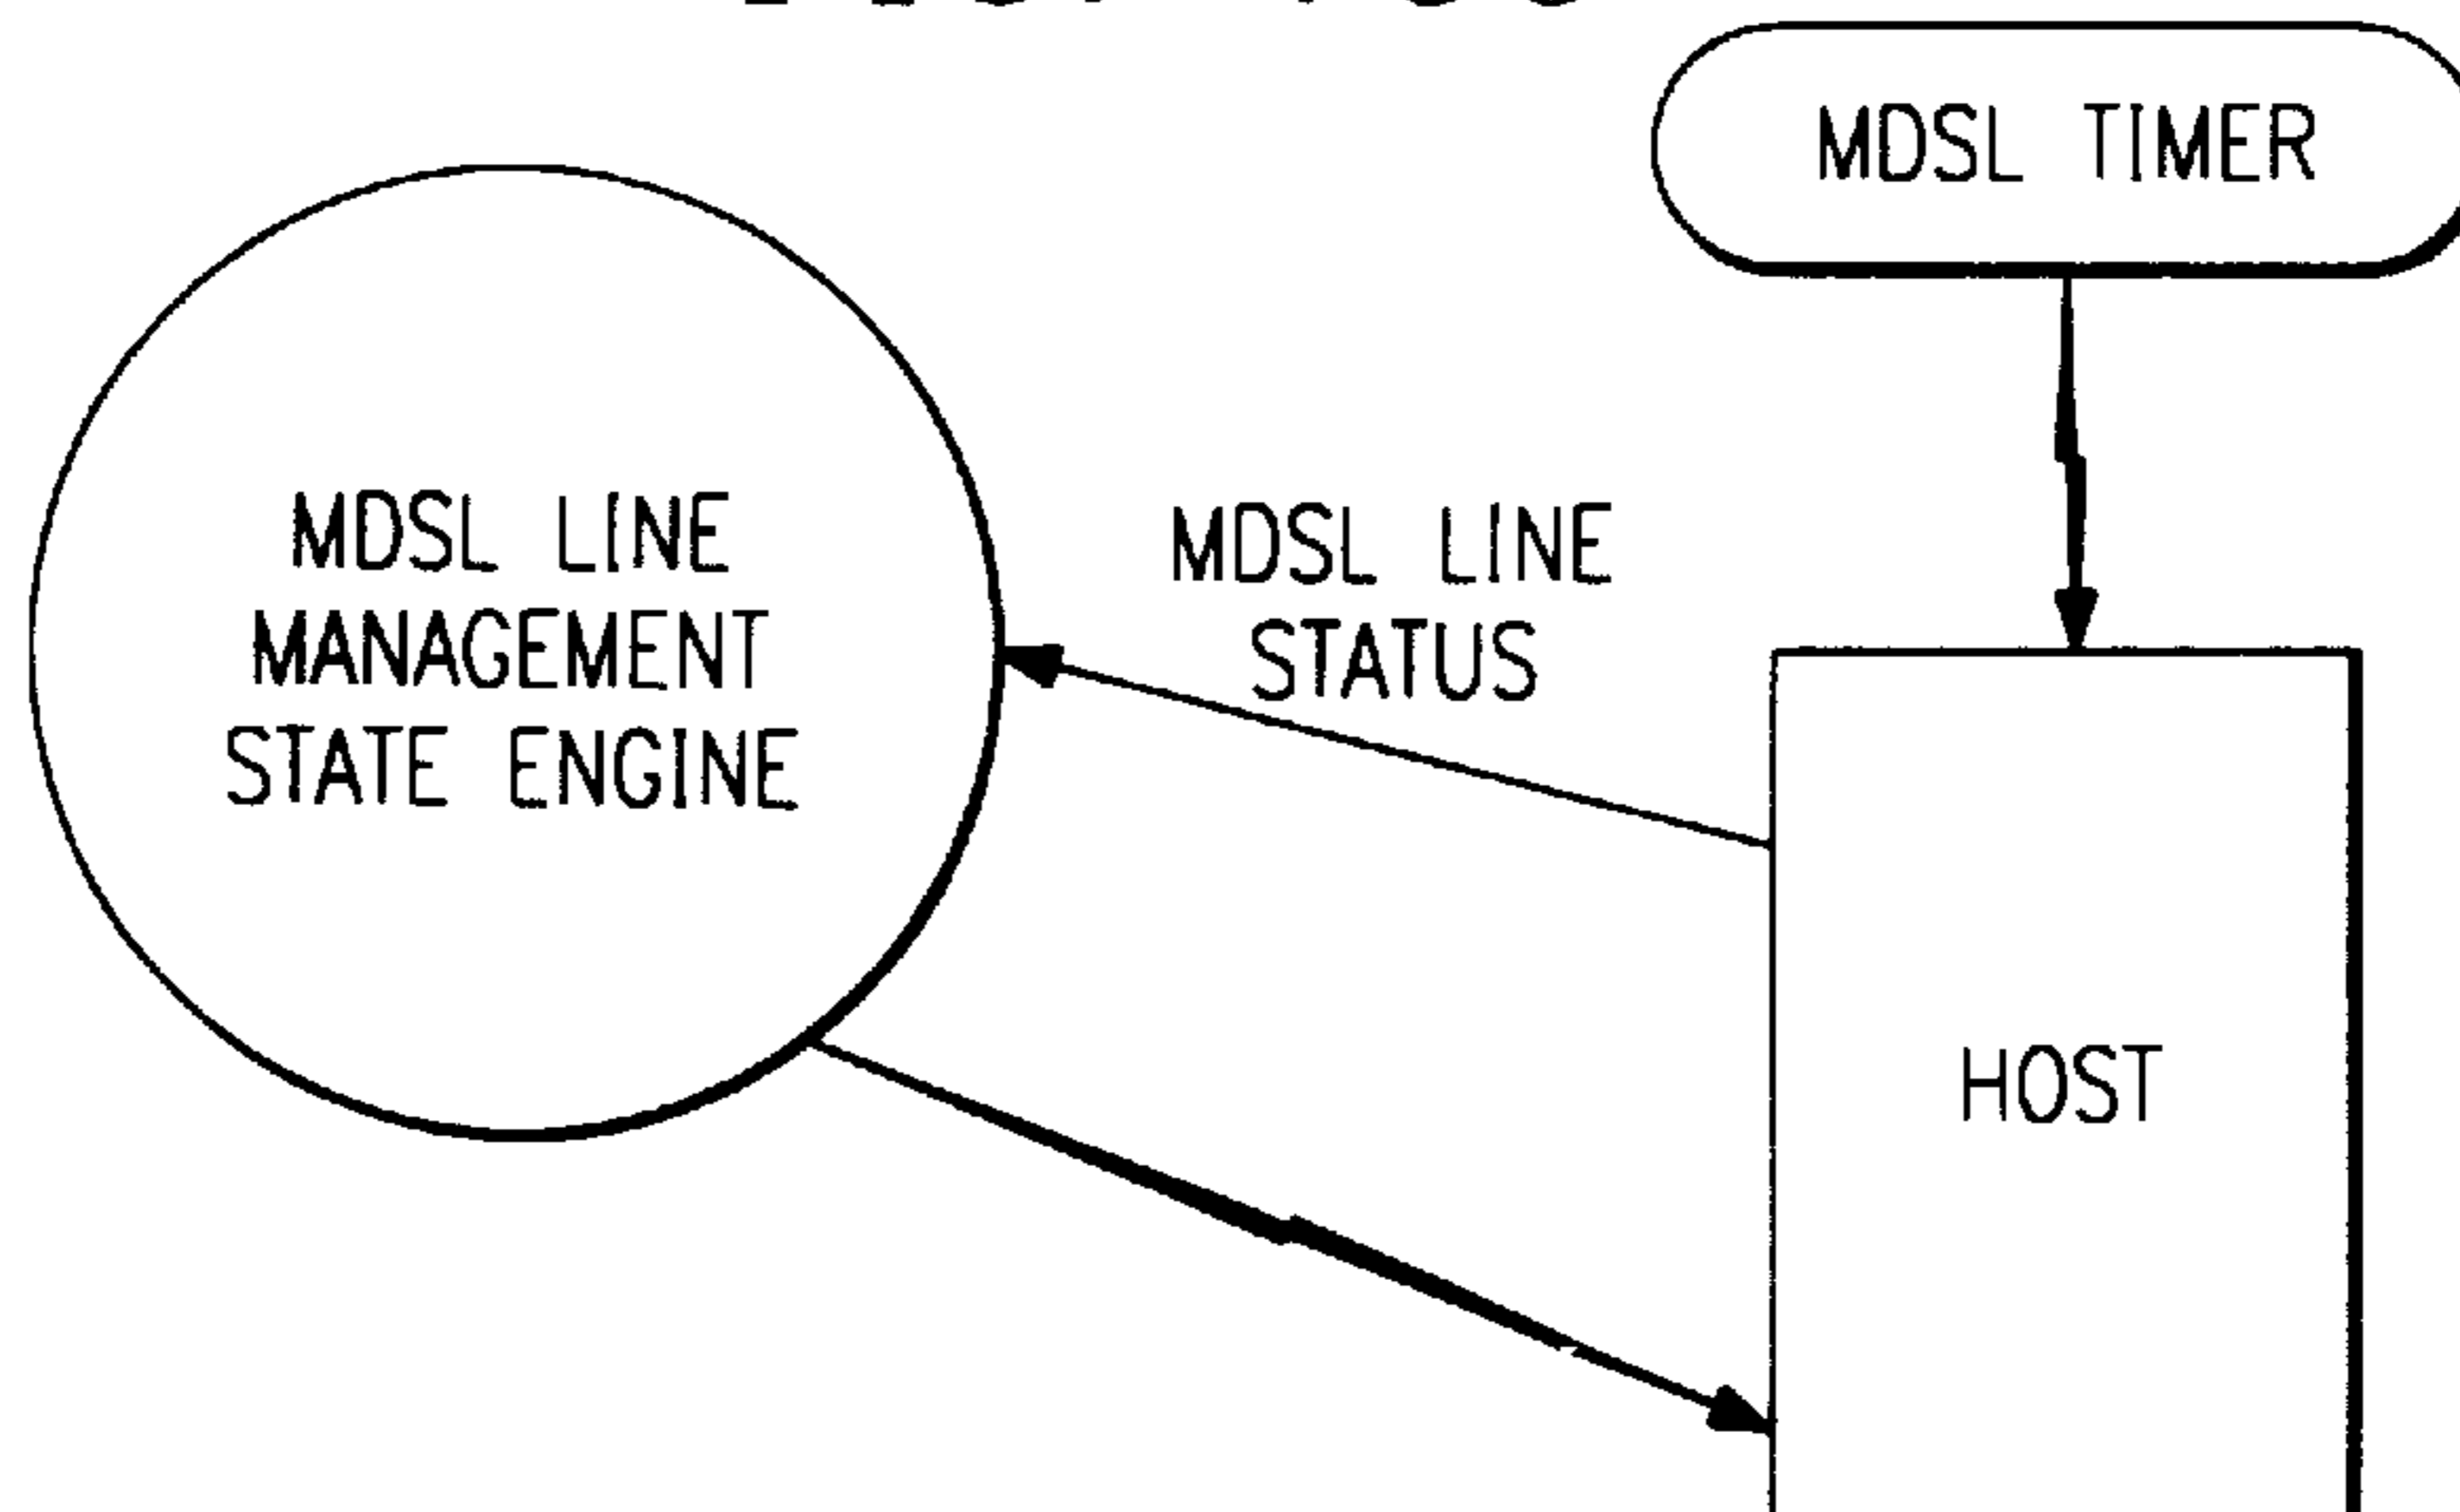 MDSL TIMER
MDSL LINE
MANAGEMENT
STATE ENGINE
MDSL LINE
STATUS
HOST